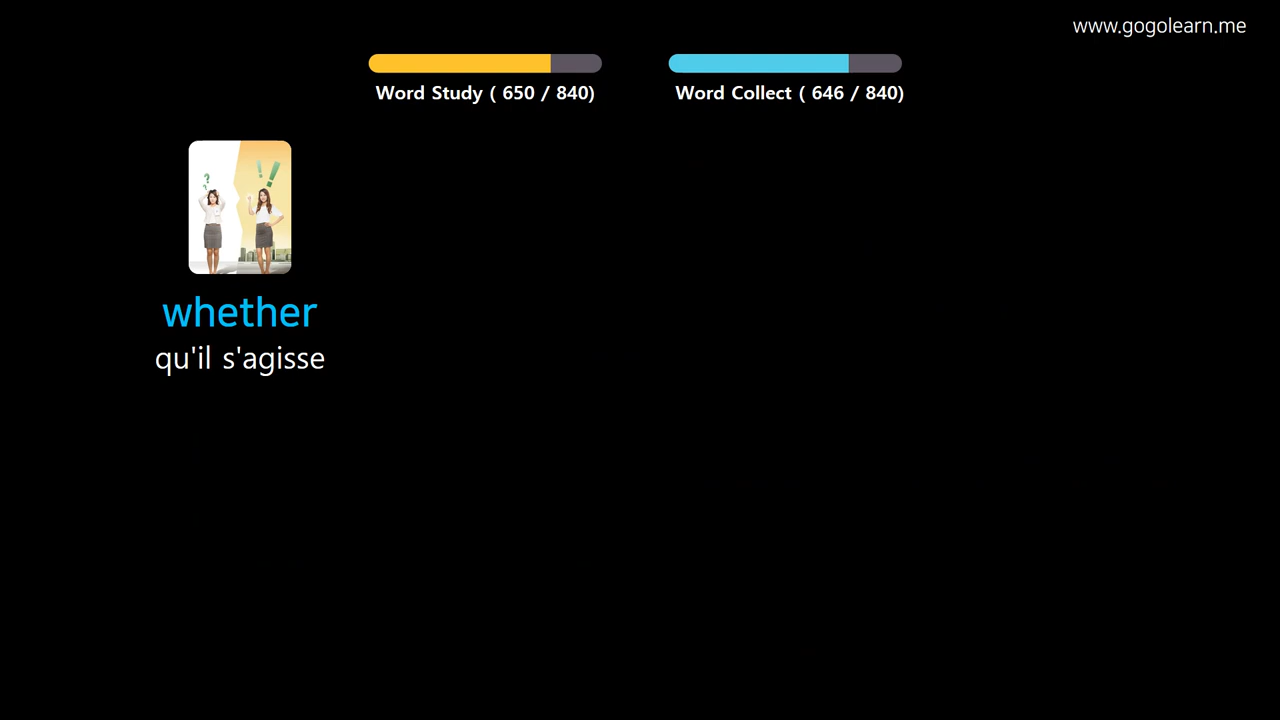 www.gogolearn.me
Word Study ( 650 / 840)
Word Collect ( 646 / 840)
whether
qu'il s'agisse